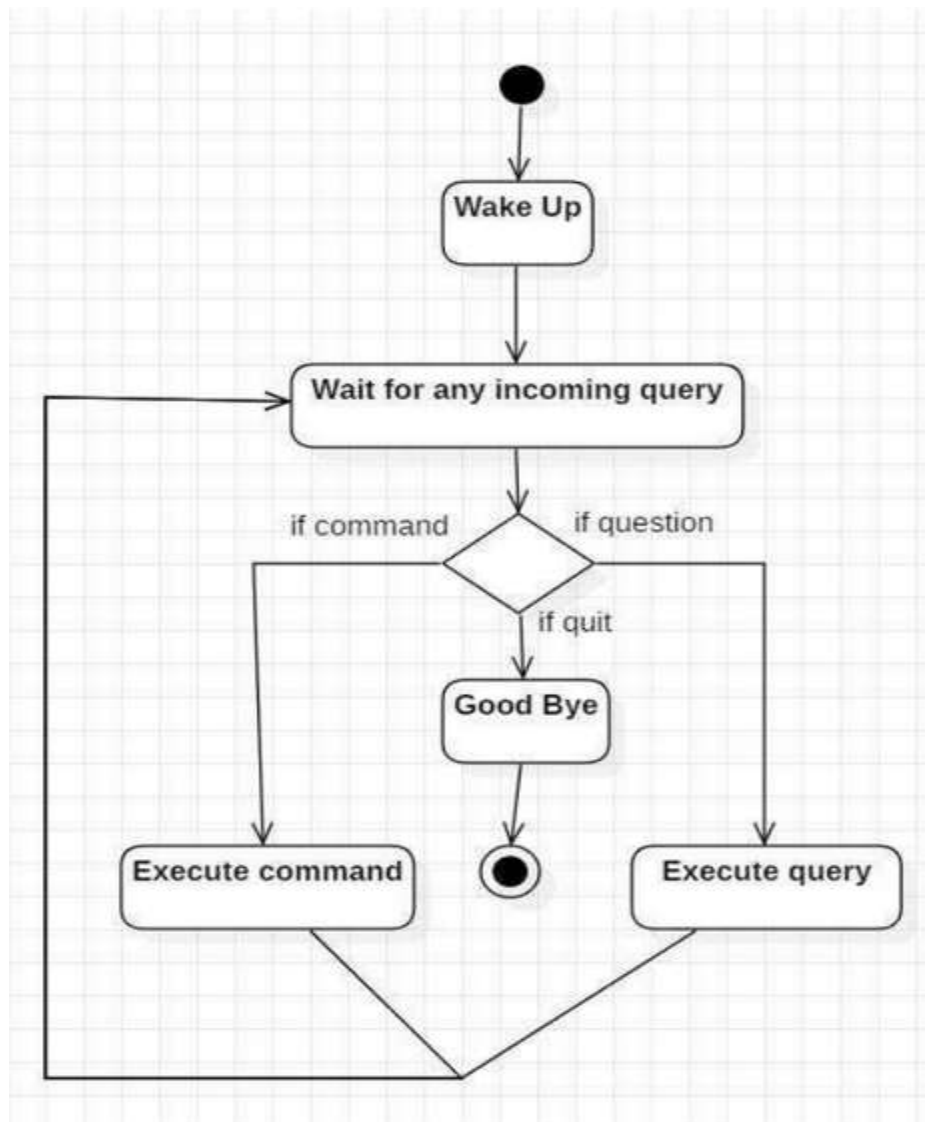 Wake Up
Wait for any incoming query
if command
if question
if quit
Good Bye
Execute command
Execute query